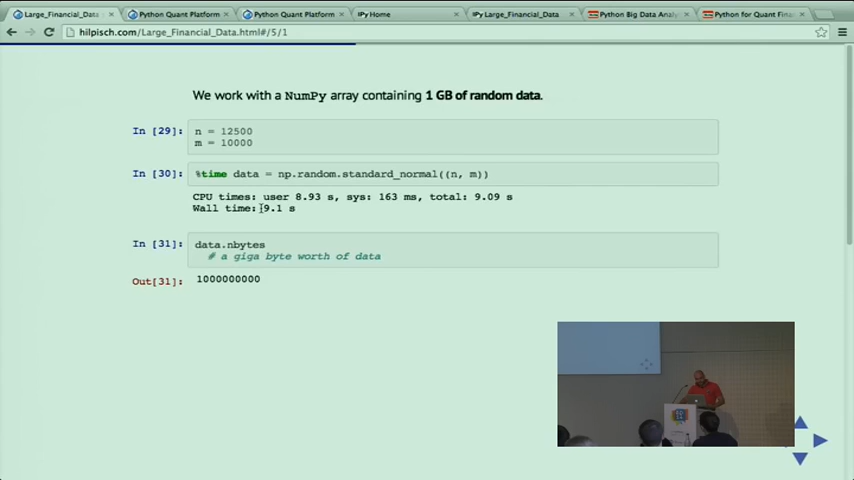 Large_Financial_Data
Python Quant Platform
Python Quant Platform
IPy Home
IPy Large_Financial_Data
Python Big Data Analy
Python for Quant Finan
hilpisch.com/Large_Financial_Data.html#/5/1
We work with a NumPy array containing 1 GB of random data.
In [29]: n = 12500
m = 10000
In [30]: %time data = np.random.standard_normal((n, m))
CPU times: user 8.93 s, sys: 163 ms, total: 9.09 s
Wall time: 9.1 s
In [31]: data.nbytes
# a giga byte worth of data
Out[31]: 1000000000